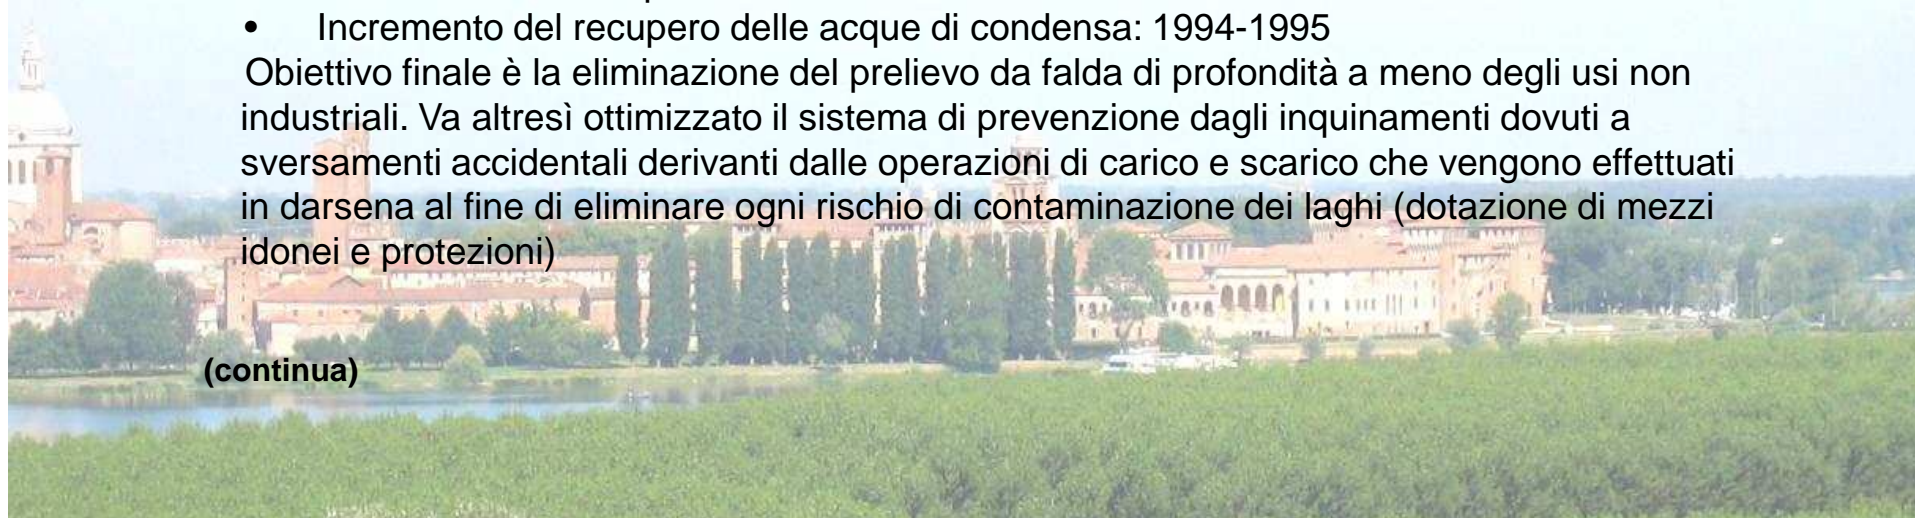 • Incremento del recupero delle acque di condensa: 1994-1995
Obiettivo finale è la eliminazione del prelievo da falda di profondità a meno degli usi non
industriali. Va altresì ottimizzato il sistema di prevenzione dagli inquinamenti dovuti a
sversamenti accidentali derivanti dalle operazioni di carico e scarico che vengono effettuati
in darsena al fine di eliminare ogni rischio di contaminazione dei laghi (dotazione di mezzi
idonei e protezioni)
(continua)